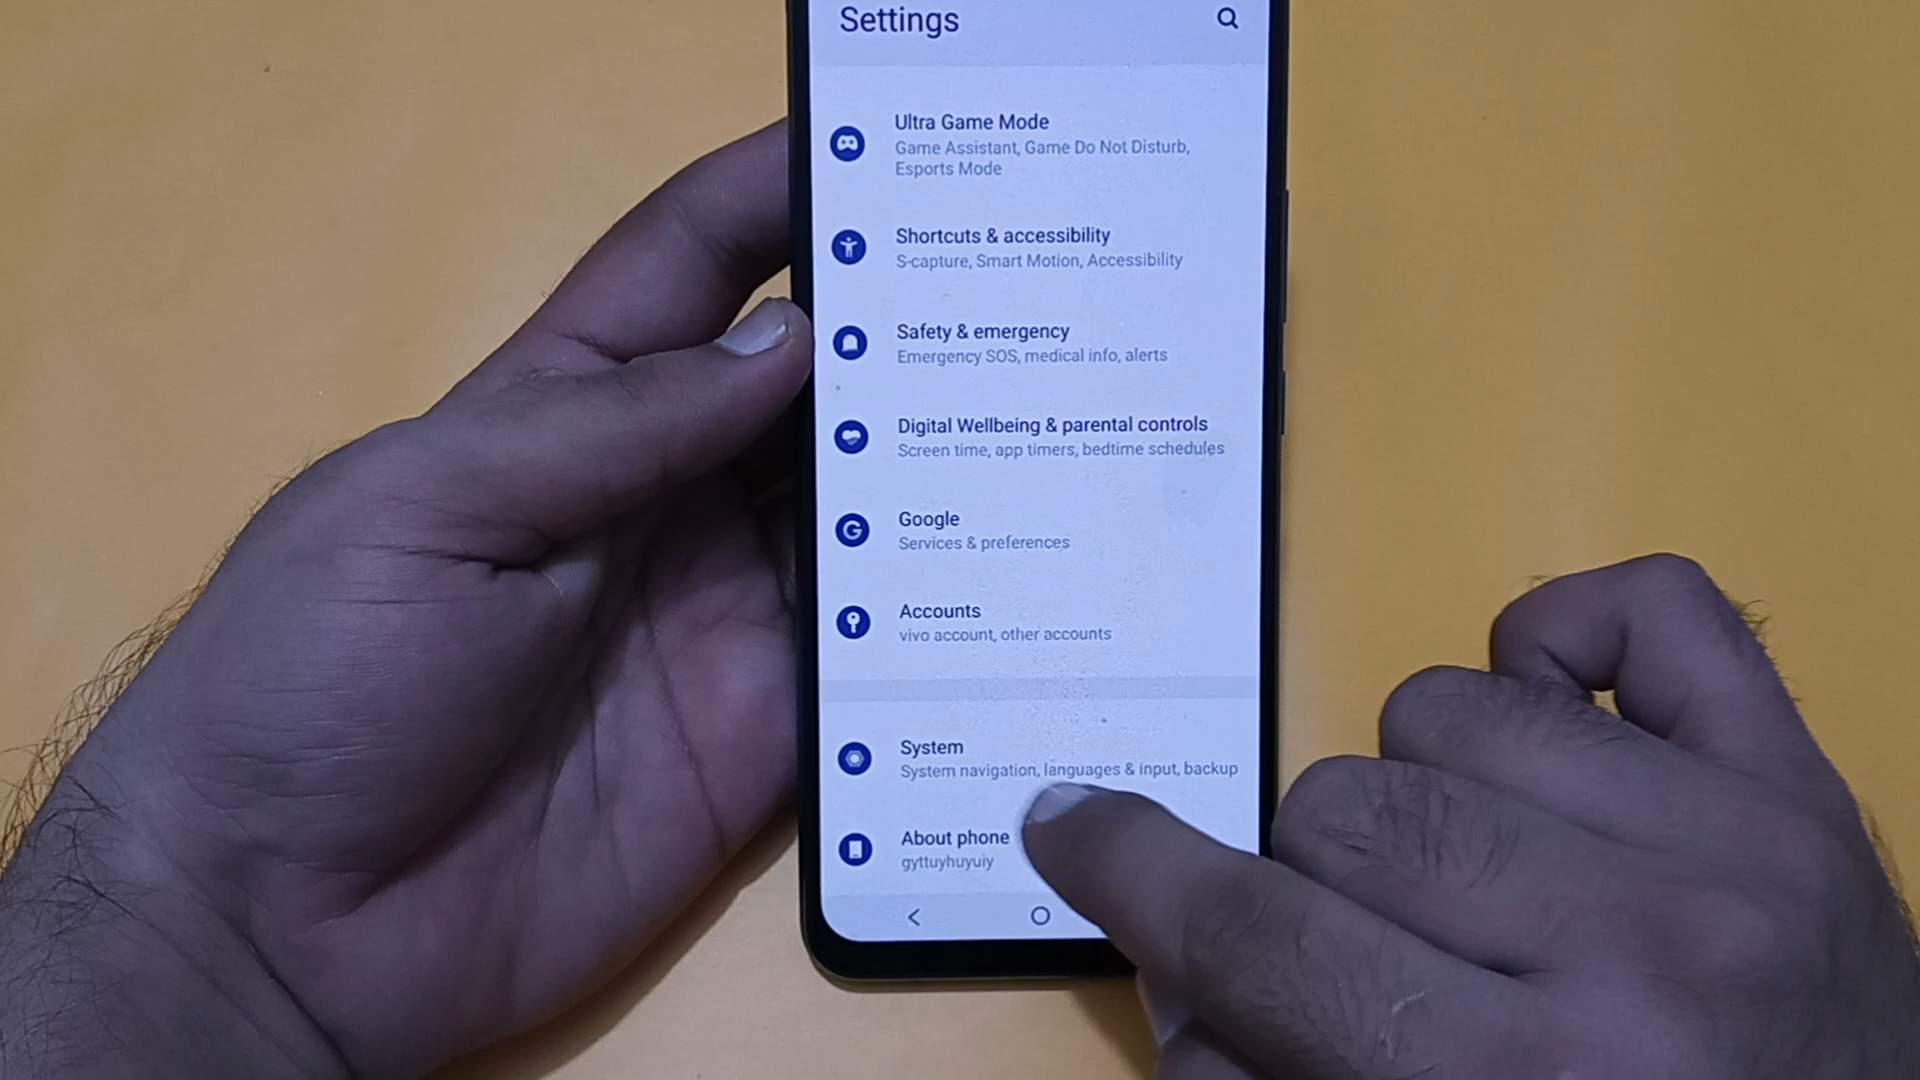 Settings
Ultra Game Mode
Game Assistant, Game Do Not Disturb,
Esports Mode
Shortcuts & accessibility
S-capture, Smart Motion, Accessibility
Safety & emergency
Emergency SOS, medical info, alerts
Digital Wellbeing & parental controls
Screen time, app timers, bedtime schedules
Google
Services & preferences
Accounts
vivo account, other accounts
System
System navigation, languages & input, backup
About phone
gyttuyhuyuiy